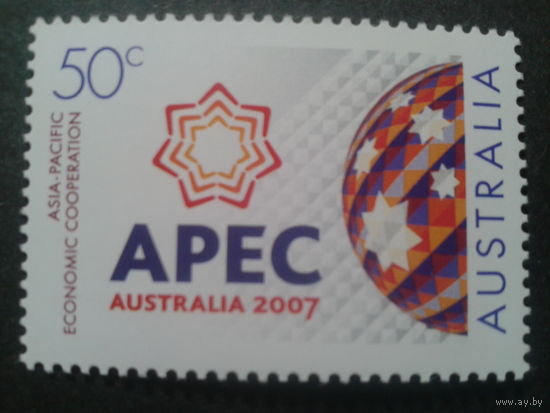 50c
ASIA-PACIFIC
ECONOMIC COOPERATION
APEC
AUSTRALIA 2007
AUSTRALIA
www.ay.by